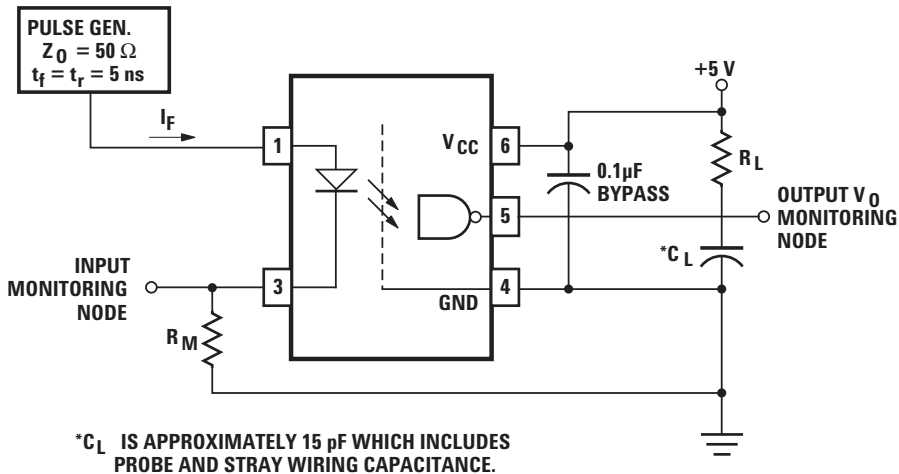 PULSE GEN.
Z0 = 50 Ω
tf = tr = 5 ns
IF
1
3
INPUT
MONITORING
NODE
RM
VCC
6
5
GND
4
0.1µF
BYPASS
+5 V
RL
*CL
OUTPUT V0
MONITORING
NODE
*CL IS APPROXIMATELY 15 pF WHICH INCLUDES
PROBE AND STRAY WIRING CAPACITANCE.